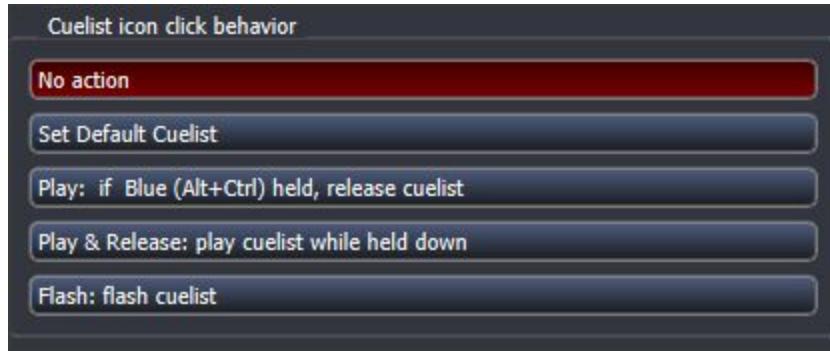 Cuelist icon click behavior
No action
Set Default Cuelist
Play:  if  Blue (Alt+Ctrl) held, release cuelist
Play & Release: play cuelist while held down
Flash: flash cuelist